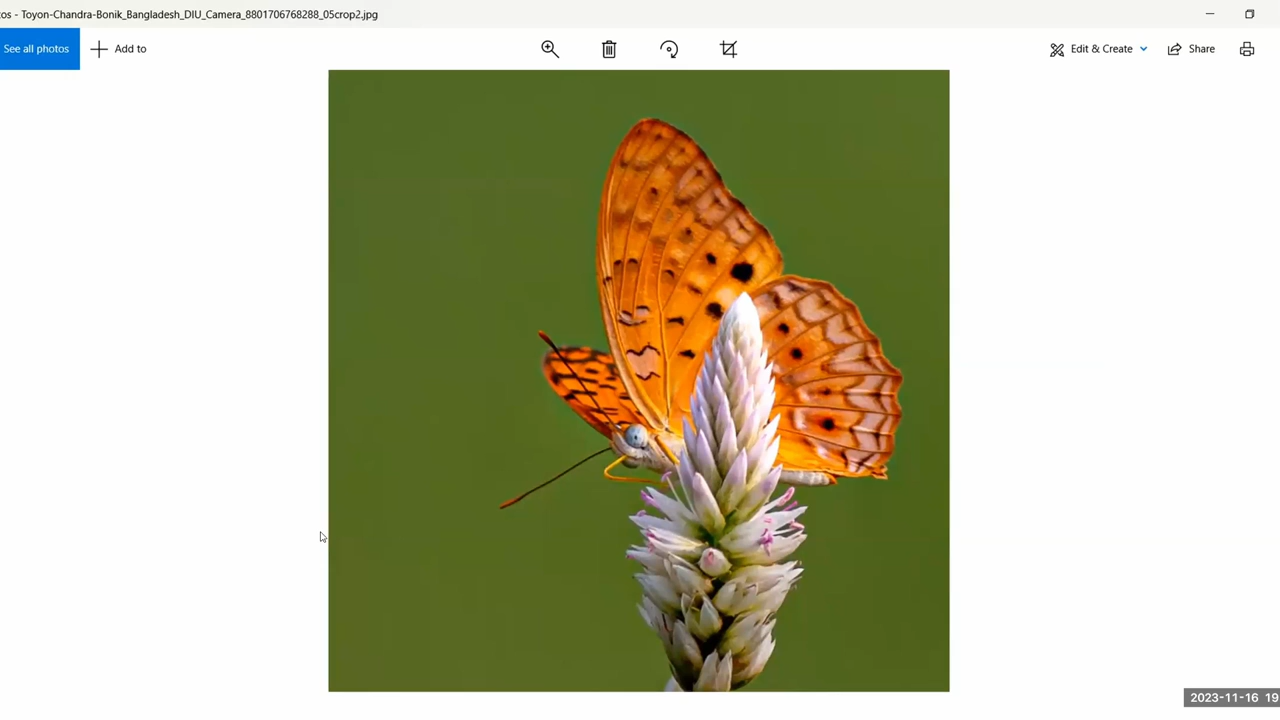 os - Toyon-Chandra-Bonik_Bangladesh_DIU_Camera_8801706768288_05crop2.jpg
See all photos Add to Edit & Create Share
2023-11-16 19